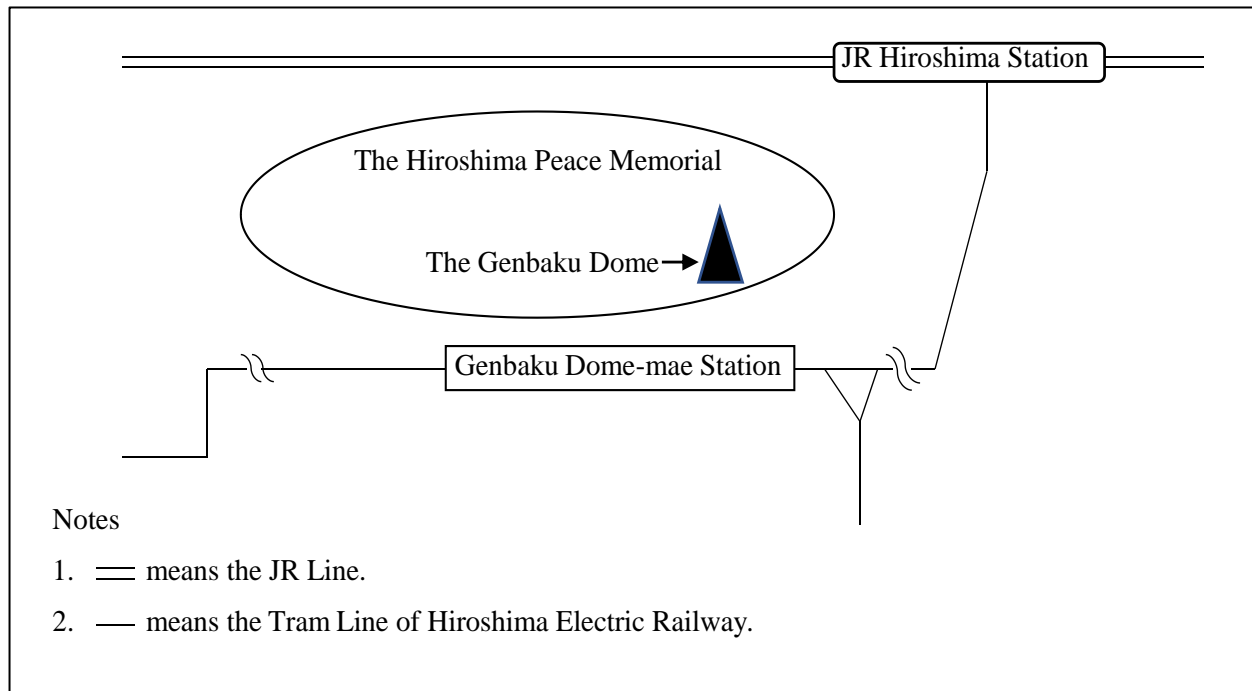 JR Hiroshima Station
The Hiroshima Peace Memorial
The Genbaku Dome
Genbaku Dome-mae Station
Notes
1. means the JR Line.
2. means the Tram Line of Hiroshima Electric Railway.